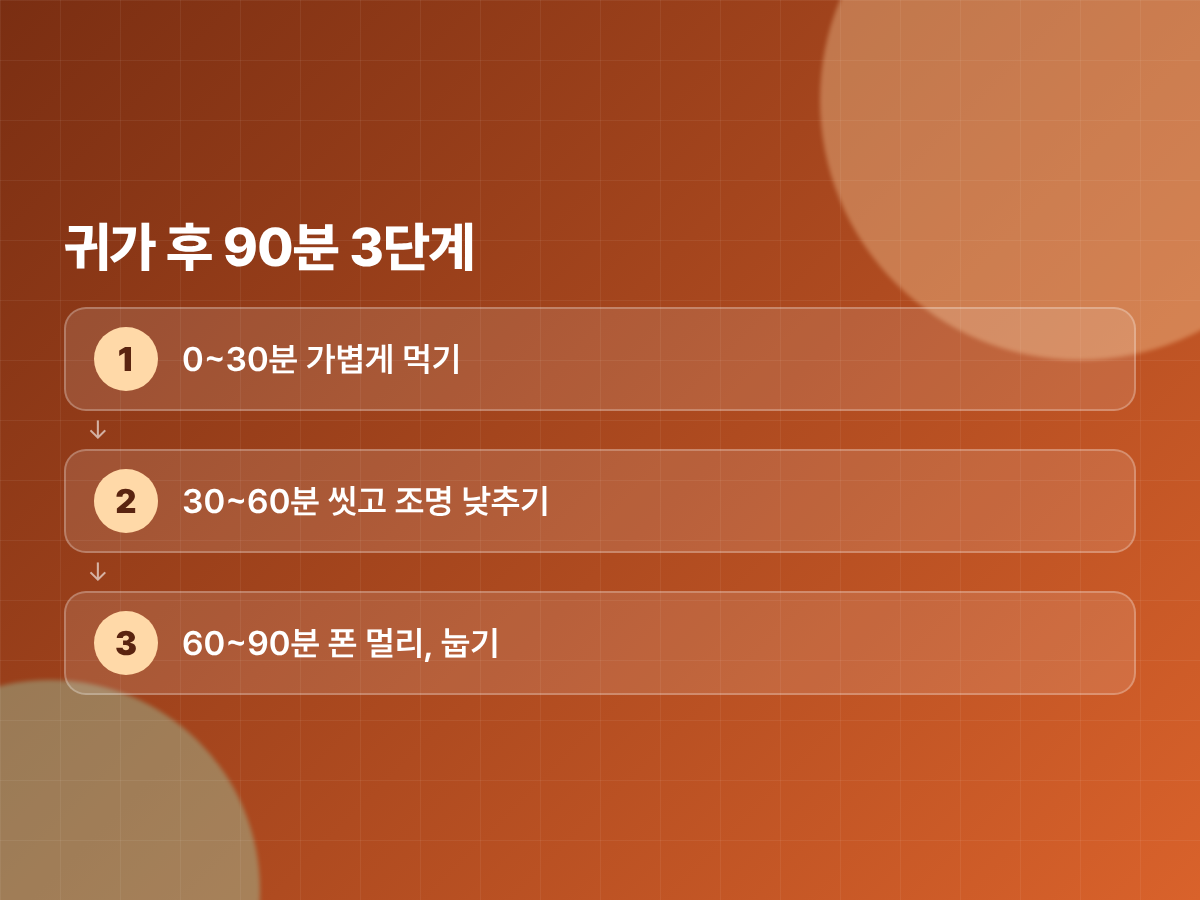 귀가 후 90분 3단계
1 0~30분 가볍게 먹기
↓
2 30~60분 씻고 조명 낮추기
↓
3 60~90분 폰 멀리, 눕기